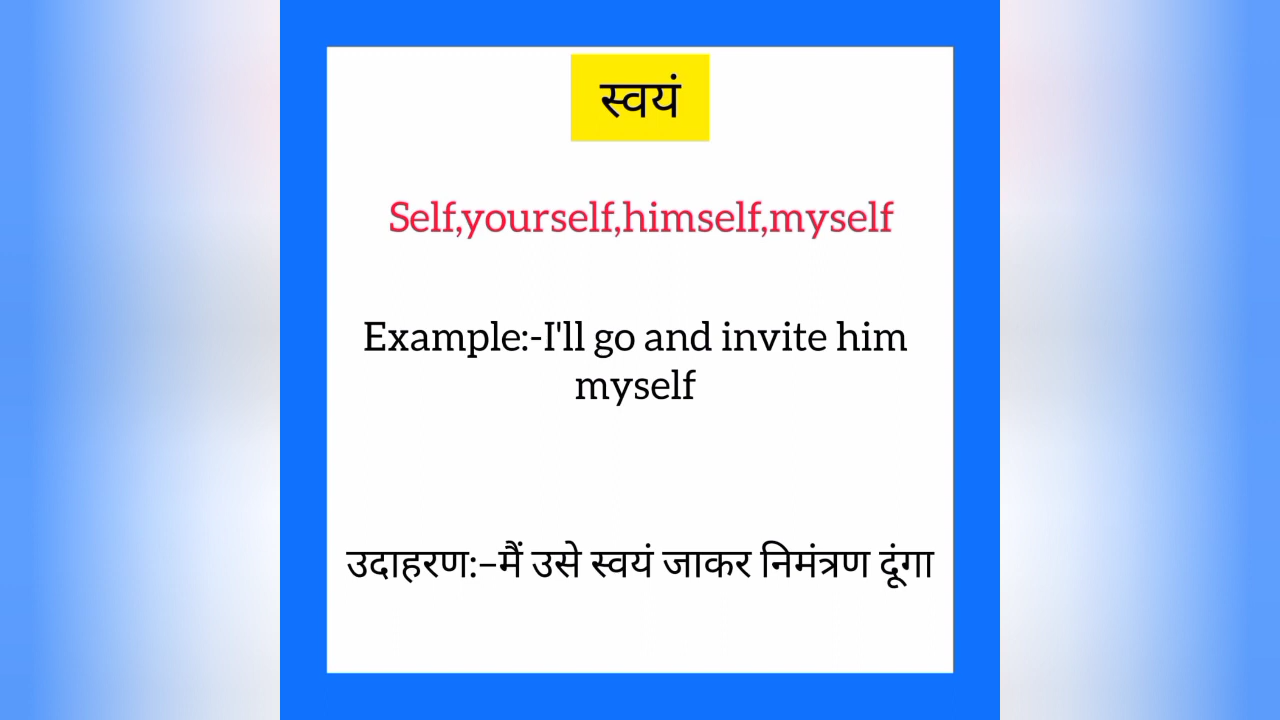 स्वयं
Self,yourself,himself,myself
Example:-I'll go and invite him
myself
उदाहरण:–मैं उसे स्वयं जाकर निमंत्रण दूंगा